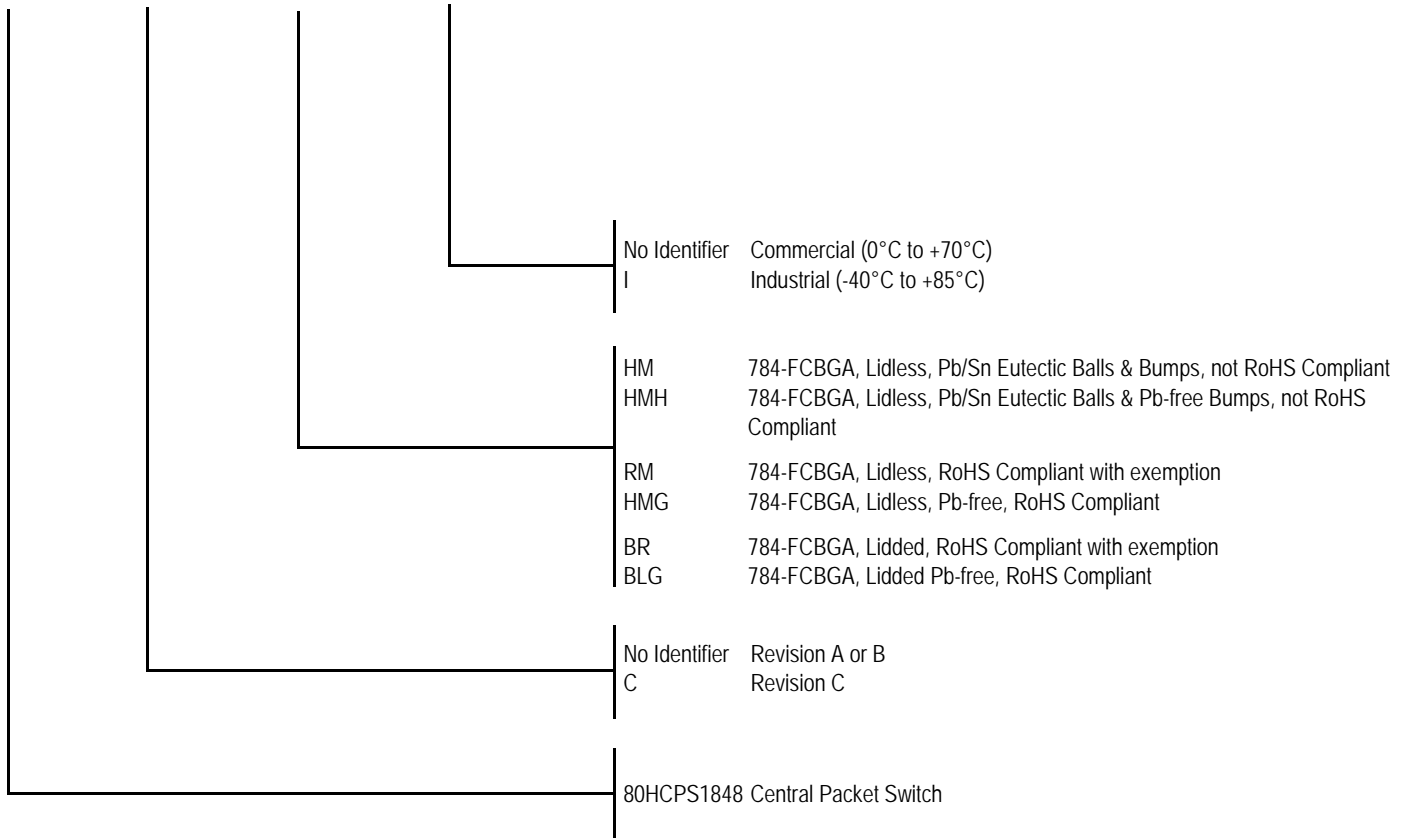 No Identifier Commercial (0°C to +70°C)
I Industrial (-40°C to +85°C)
HM 784-FCBGA, Lidless, Pb/Sn Eutectic Balls & Bumps, not RoHS Compliant
HMH 784-FCBGA, Lidless, Pb/Sn Eutectic Balls & Pb-free Bumps, not RoHS
Compliant
RM 784-FCBGA, Lidless, RoHS Compliant with exemption
HMG 784-FCBGA, Lidless, Pb-free, RoHS Compliant
BR 784-FCBGA, Lidded, RoHS Compliant with exemption
BLG 784-FCBGA, Lidded Pb-free, RoHS Compliant
No Identifier Revision A or B
C Revision C
80HCPS1848 Central Packet Switch